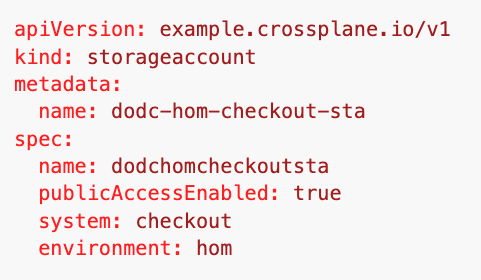 apiVersion: example.crossplane.io/v1
kind: storageaccount
metadata:
  name: dodc-hom-checkout-sta
spec:
  name: dodchomcheckoutsta
  publicAccessEnabled: true
  system: checkout
  environment: hom